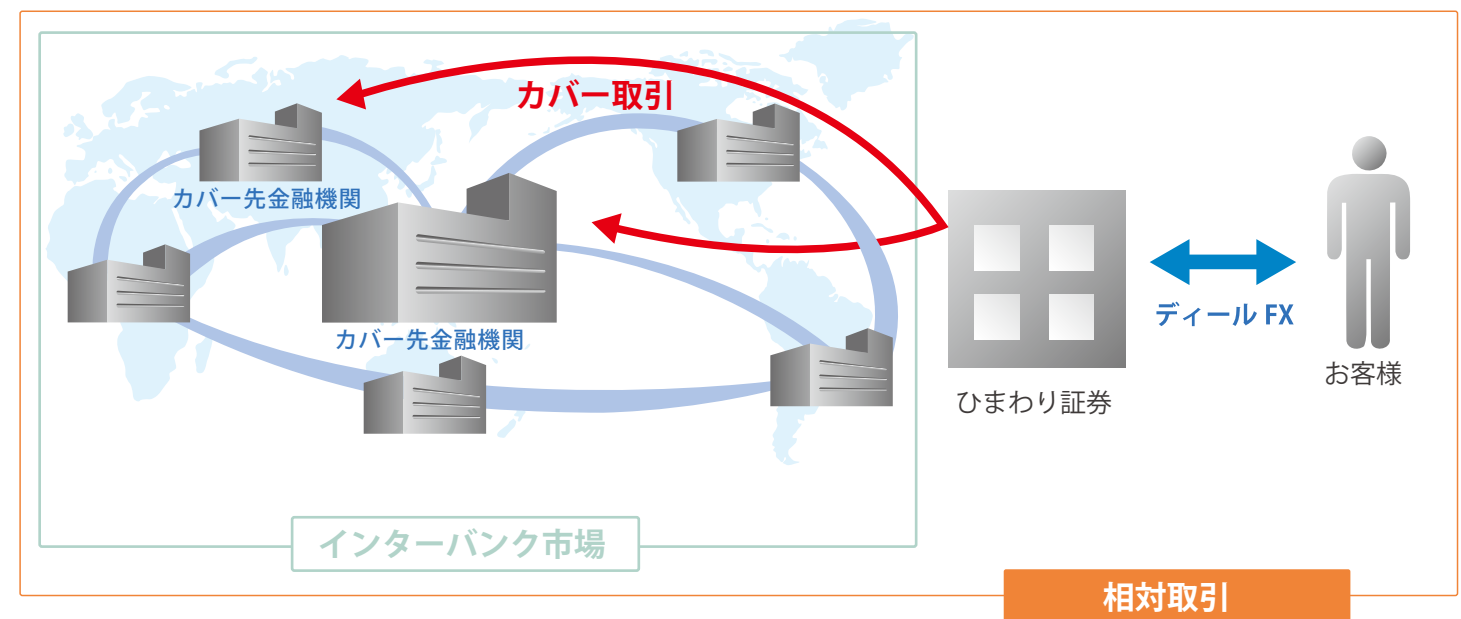 カバー取引
カバー先金融機関
カバー先金融機関
ディール FX
ひまわり証券
お客様
インターバンク市場
相対取引